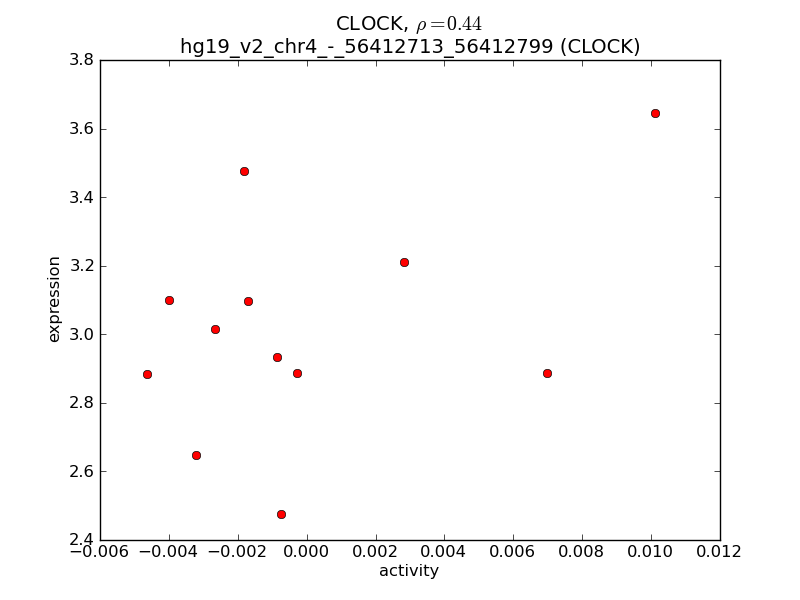 CLOCK, ρ=0.44
hg19_v2_chr4_-_56412713_56412799 (CLOCK)
3.8
3.6
3.4
3.2
3.0
2.8
2.6
2.4
expression
−0.006 −0.004 −0.002 0.000 0.002 0.004 0.006 0.008 0.010 0.012
activity